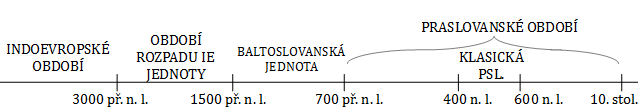 PRASLOVANSKÉ OBDOBÍ
INDOEVROPSKÉ
OBDOBÍ
OBDOBÍ
ROZPADU IE
JEDNOTY
BALTOSLOVANSKÁ
JEDNOTA
KLASICKÁ
PSL.
3000 př. n. l.
1500 př. n. l.
700 př. n. l.
400 n. l.
600 n. l.
10. stol.